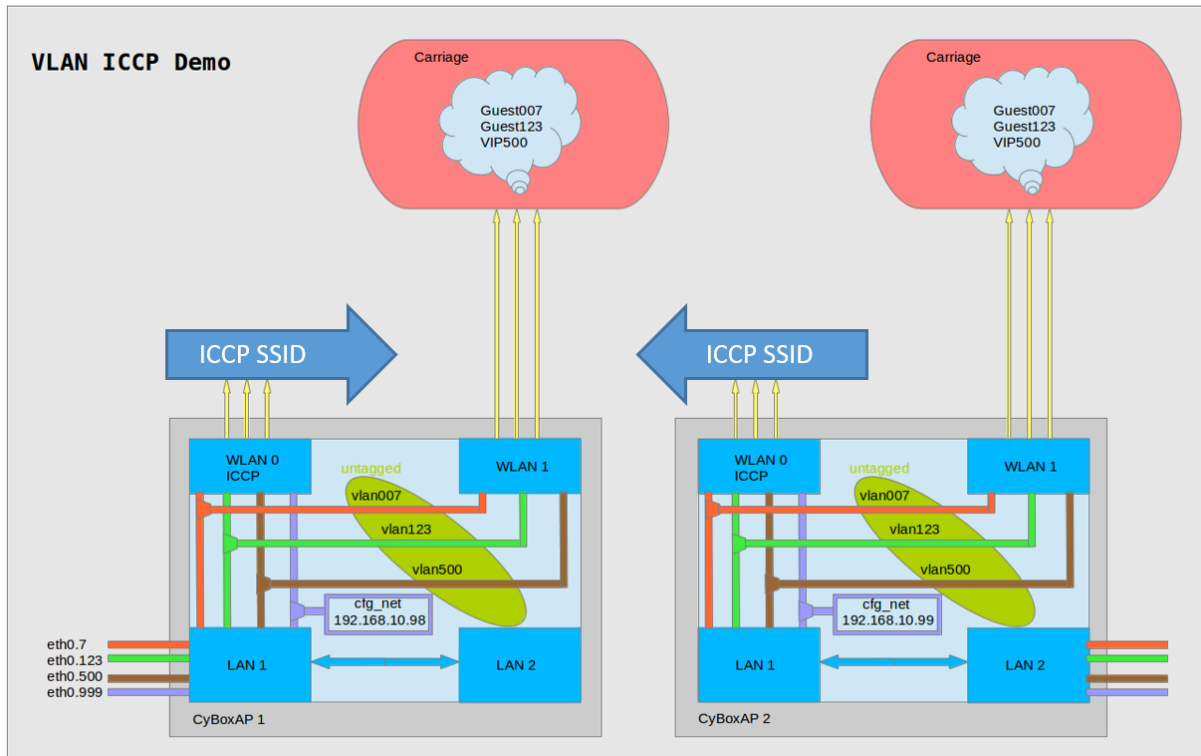 VLAN ICCP Demo
Carriage
Guest007
Guest123
VIP500
Carriage
Guest007
Guest123
VIP500
ICCP SSID
ICCP SSID
WLAN 0
ICCP
WLAN 1
untagged
vlan007
vlan123
vlan500
cfg_net
192.168.10.98
LAN 1
LAN 2
eth0.7
eth0.123
eth0.500
eth0.999
CyBoxAP 1
WLAN 0
ICCP
WLAN 1
untagged
vlan007
vlan123
vlan500
cfg_net
192.168.10.99
LAN 1
LAN 2
CyBoxAP 2